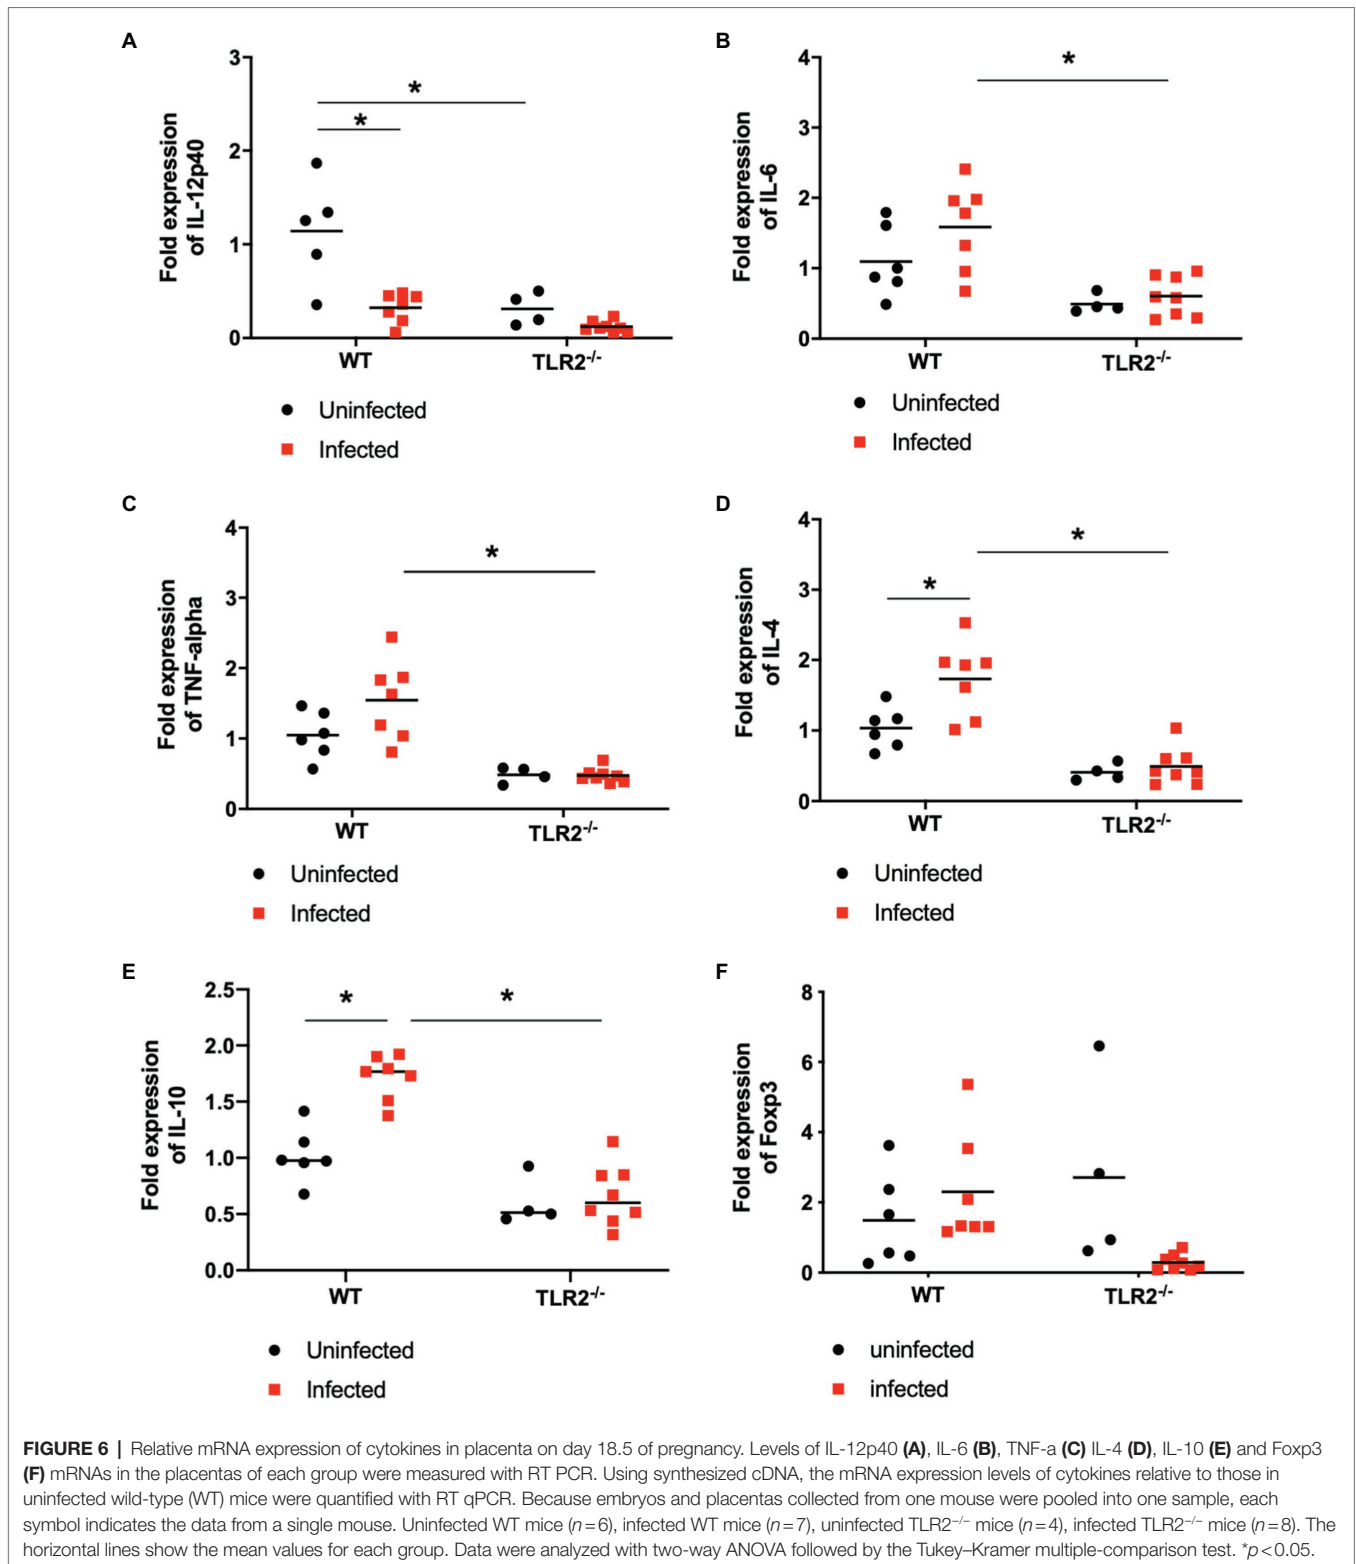 A
3
2
1
0
Fold expression
of IL-12p40
*
*
WT
TLR2-/-
Uninfected
Infected
B
4
3
2
1
0
Fold expression
of IL-6
*
WT
TLR2-/-
Uninfected
Infected
C
4
3
2
1
0
Fold expression
of TNF-alpha
*
WT
TLR2-/-
Uninfected
Infected
D
4
3
2
1
0
Fold expression
of IL-4
*
*
WT
TLR2-/-
Uninfected
Infected
E
2.5
2.0
1.5
1.0
0.5
0.0
Fold expression
of IL-10
*
*
WT
TLR2-/-
Uninfected
Infected
F
8
6
4
2
0
Fold expression
of Foxp3
WT
TLR2-/-
uninfected
infected
FIGURE 6 | Relative mRNA expression of cytokines in placenta on day 18.5 of pregnancy. Levels of IL-12p40 (A), IL-6 (B), TNF-a (C) IL-4 (D), IL-10 (E) and Foxp3
(F) mRNAs in the placentas of each group were measured with RT PCR. Using synthesized cDNA, the mRNA expression levels of cytokines relative to those in
uninfected wild-type (WT) mice were quantified with RT qPCR. Because embryos and placentas collected from one mouse were pooled into one sample, each
symbol indicates the data from a single mouse. Uninfected WT mice (n=6), infected WT mice (n=7), uninfected TLR2−/− mice (n=4), infected TLR2−/− mice (n=8). The
horizontal lines show the mean values for each group. Data were analyzed with two-way ANOVA followed by the Tukey–Kramer multiple-comparison test. *p<0.05.